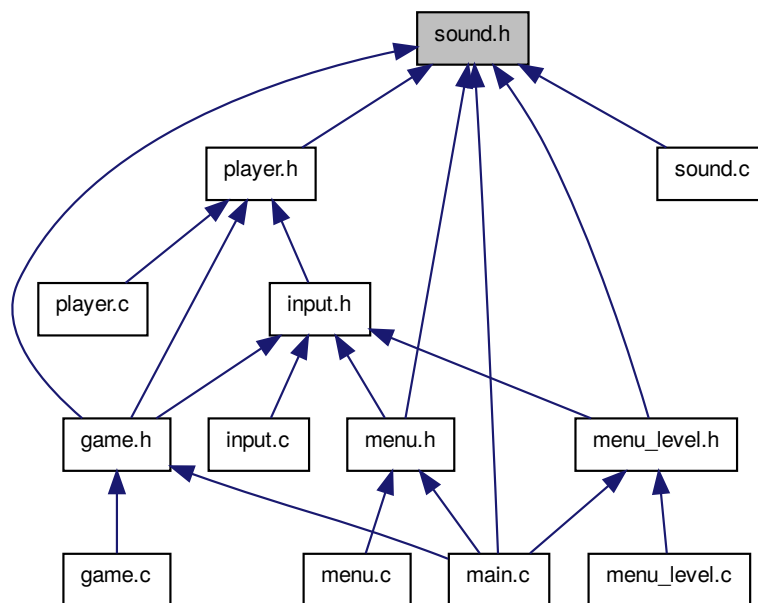 sound.h
player.h
sound.c
player.c
input.h
game.h
input.c
menu.h
menu_level.h
game.c
menu.c
main.c
menu_level.c